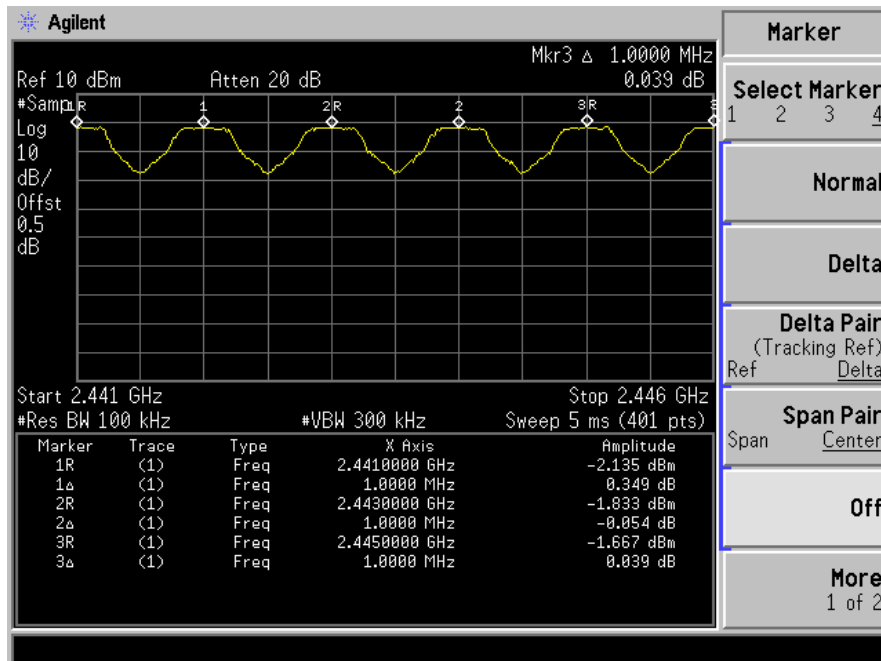 Agilent
Mkr3 Δ 1.0000 MHz
Ref 10 dBm Atten 20 dB 0.039 dB
#Samp
Log
10
dB/
Offst
0.5
dB
1R 1 2R 2 3R 3
Start 2.441 GHz Stop 2.446 GHz
#Res BW 100 kHz #VBW 300 kHz Sweep 5 ms (401 pts)
Marker Trace Type X Axis Amplitude
1R (1) Freq 2.4410000 GHz -2.135 dBm
1Δ (1) Freq 1.0000 MHz 0.349 dB
2R (1) Freq 2.4430000 GHz -1.833 dBm
2Δ (1) Freq 1.0000 MHz -0.054 dB
3R (1) Freq 2.4450000 GHz -1.667 dBm
3Δ (1) Freq 1.0000 MHz 0.039 dB
Marker
Select Marker
1 2 3 4
Normal
Delta
Delta Pair
(Tracking Ref)
Ref Delta
Span Pair
Span Center
Off
More
1 of 2